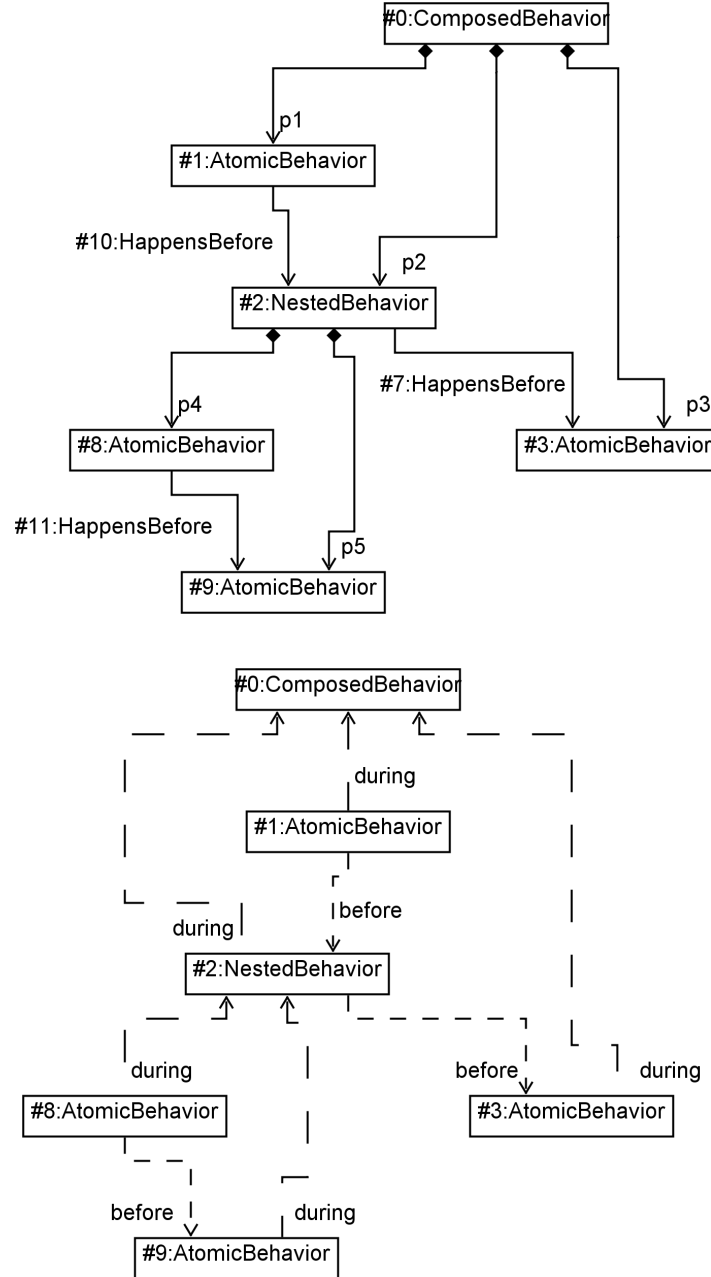 #0:ComposedBehavior
p1
#1:AtomicBehavior
#10:HappensBefore
p2
#2:NestedBehavior
#7:HappensBefore
p4
p3
#8:AtomicBehavior
#3:AtomicBehavior
#11:HappensBefore
p5
#9:AtomicBehavior
#0:ComposedBehavior
during
#1:AtomicBehavior
before
during
#2:NestedBehavior
during
before
during
#8:AtomicBehavior
#3:AtomicBehavior
before
during
#9:AtomicBehavior